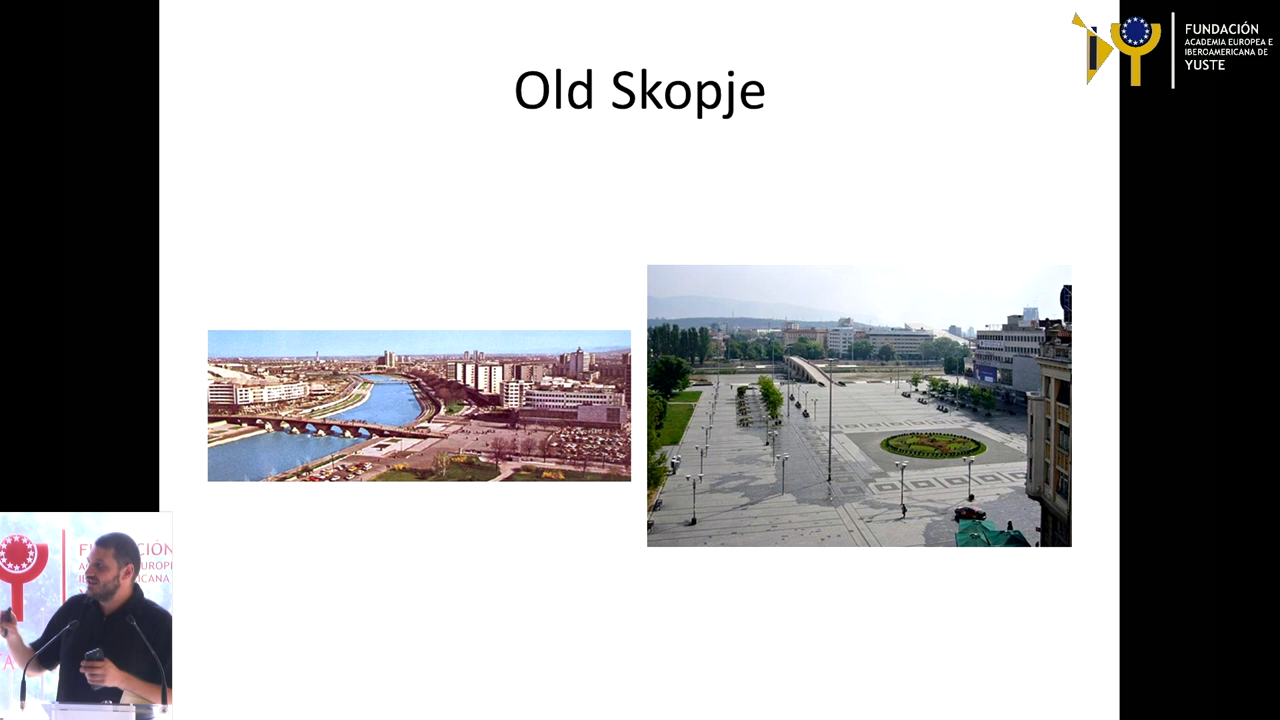 Old Skopje
FUNDACIÓN
ACADEMIA EUROPEA E
IBEROAMERICANA DE
YUSTE